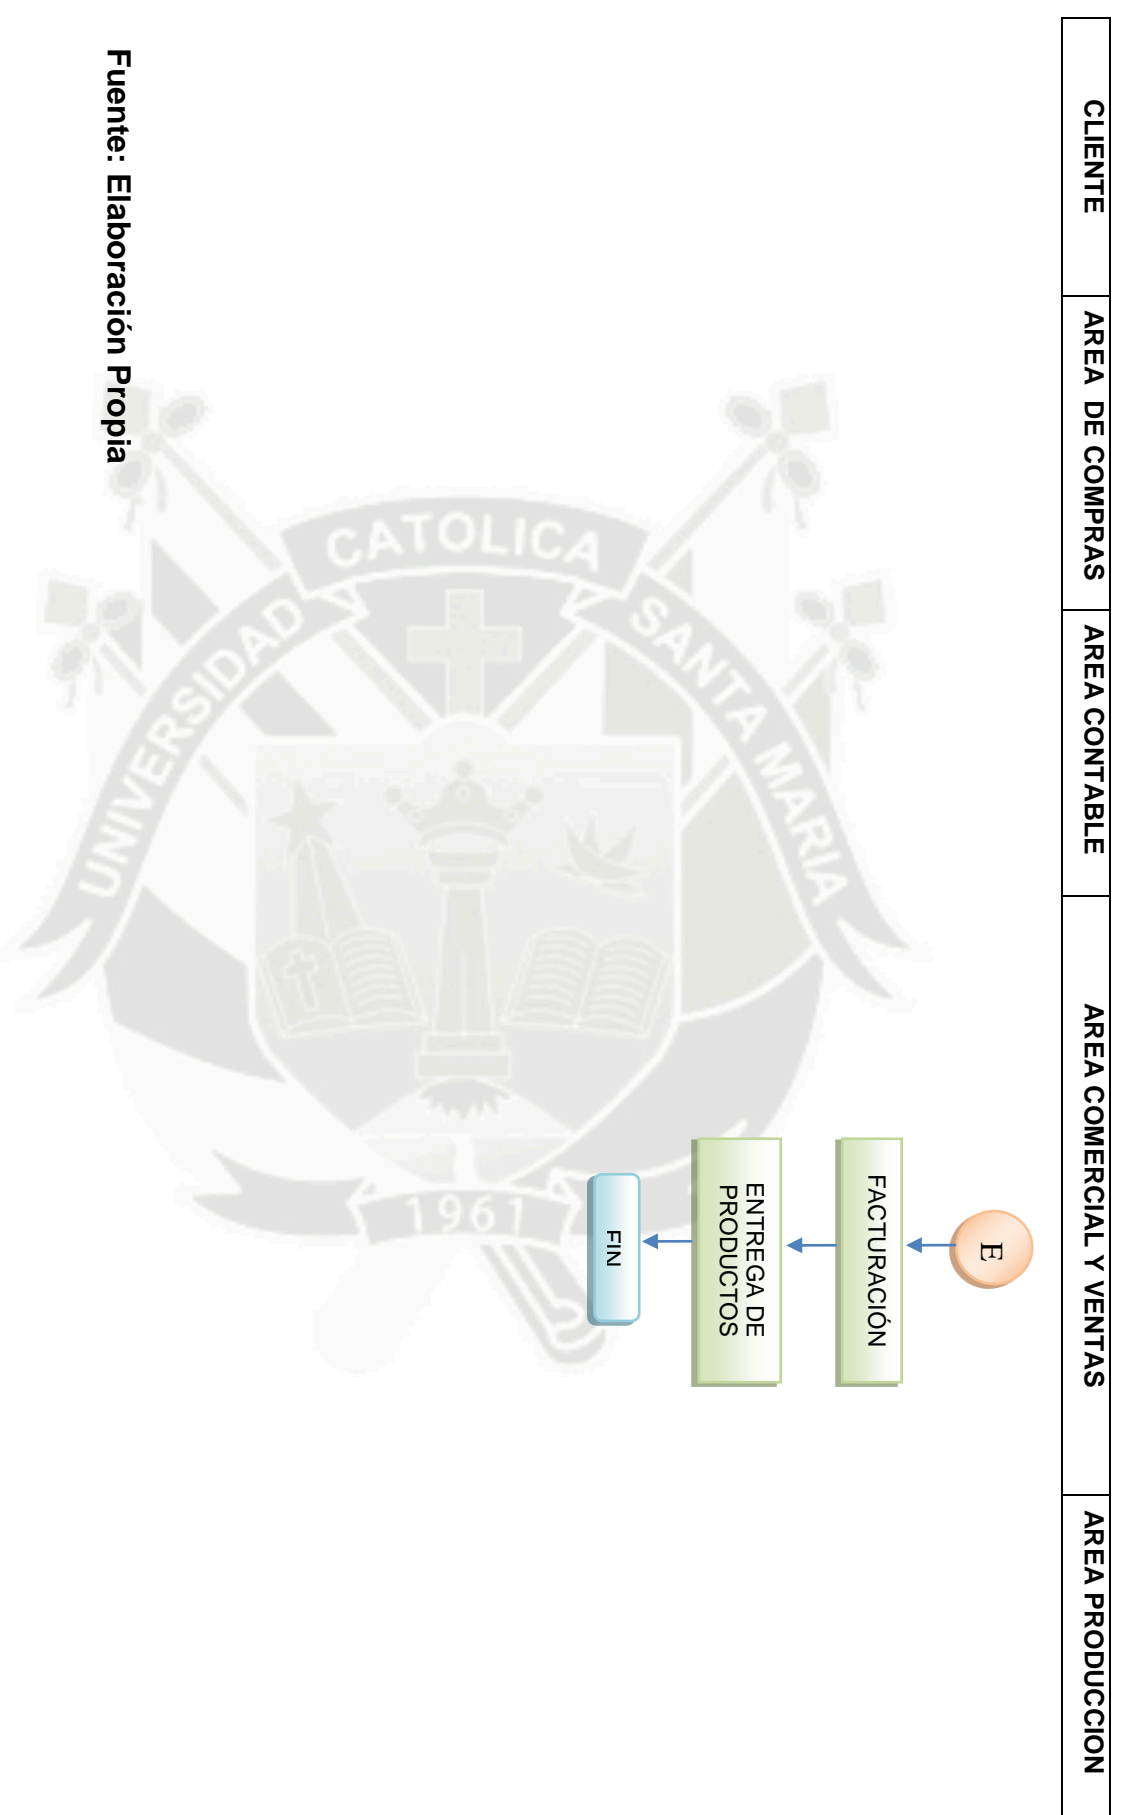 CLIENTE
AREA DE COMPRAS
AREA CONTABLE
AREA COMERCIAL Y VENTAS
AREA PRODUCCION
E
FACTURACIÓN
ENTREGA DE
PRODUCTOS
FIN
Fuente: Elaboración Propia
UNIVERSIDAD
CATOLICA
SANTA MARIA
1961